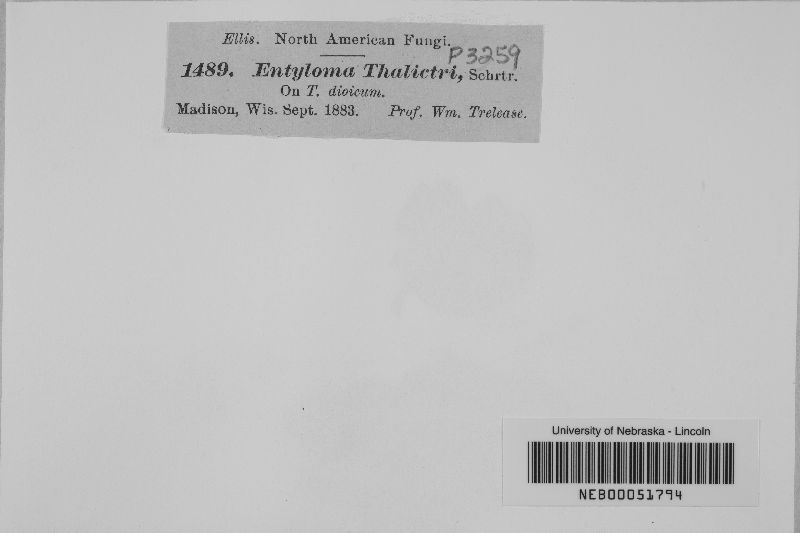 Ellis. North American Fungi.
P3259
1489. Entyloma Thalictri, Schrtr.
On T. dioicum.
Madison, Wis. Sept. 1883. Prof. Wm. Trelease.
University of Nebraska - Lincoln
NEB00051794